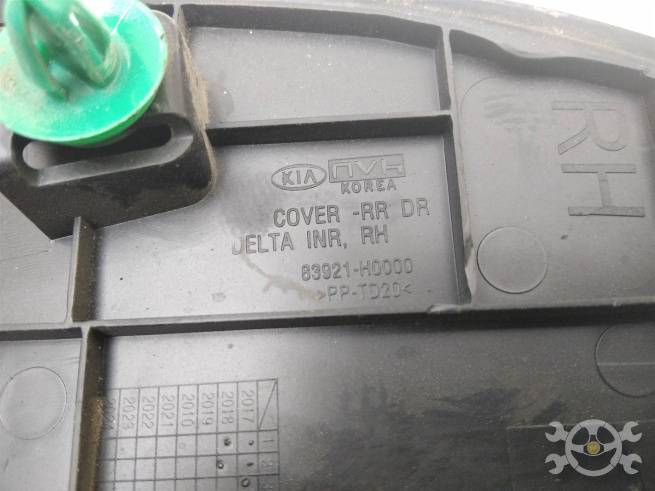 KIA NVH
KOREA
COVER -RR DR
DELTA INR, RH
83921-H0000
>PP-TD20<
RH
2017
2018
2019
2010
2021
2022
2023